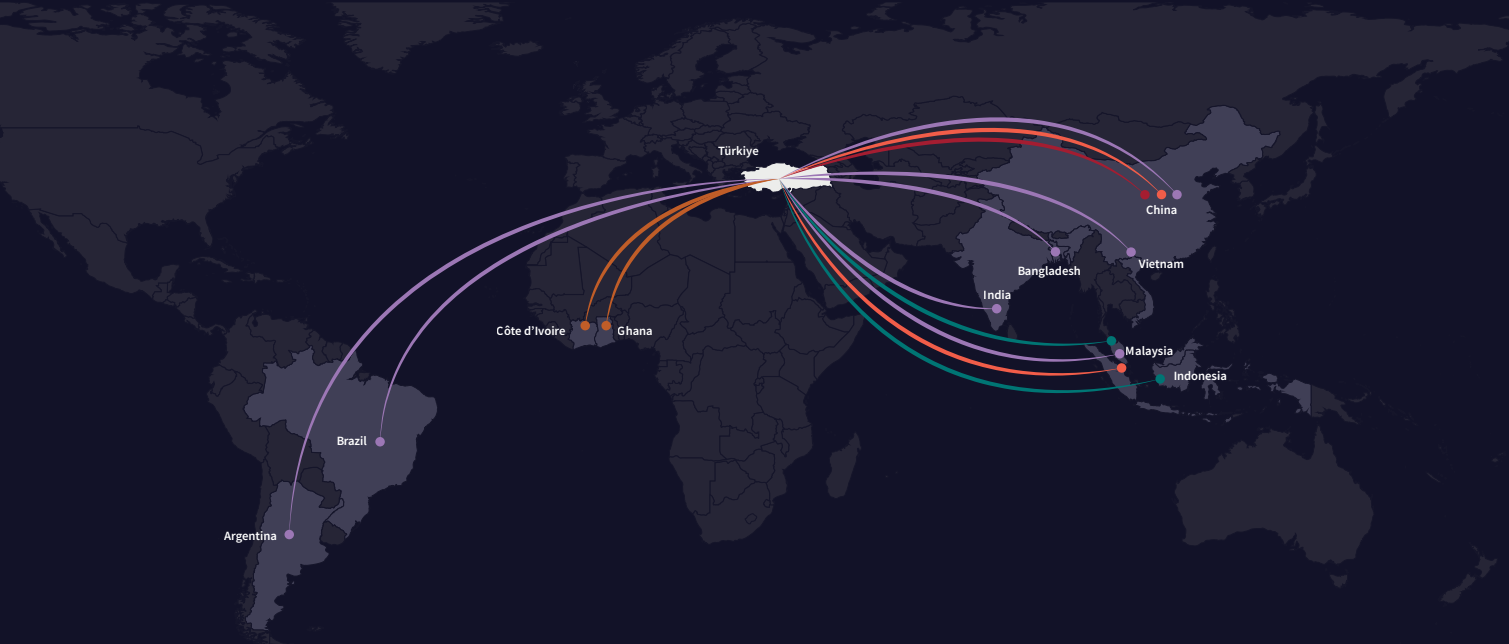 Türkiye
China
Vietnam
Bangladesh
India
Côte d’Ivoire
Ghana
Malaysia
Indonesia
Brazil
Argentina